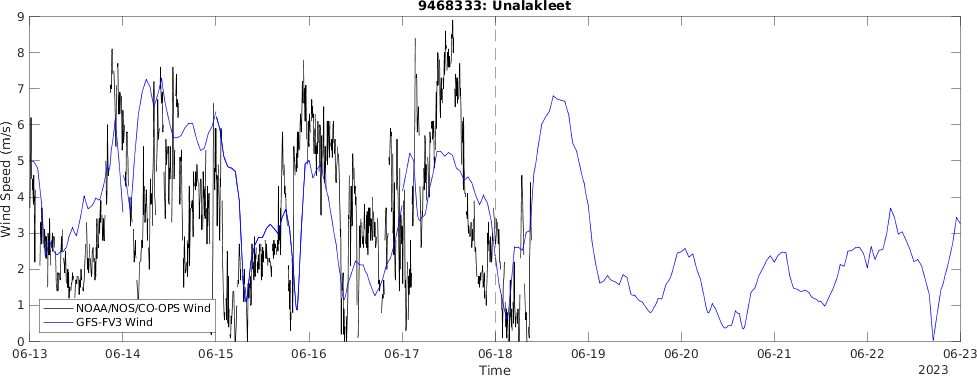 9468333: Unalakleet
9
8
7
6
5
4
3
2
1
0
Wind Speed (m/s)
NOAA/NOS/CO-OPS Wind
GFS-FV3 Wind
06-13 06-14 06-15 06-16 06-17 06-18 06-19 06-20 06-21 06-22 06-23
Time
2023